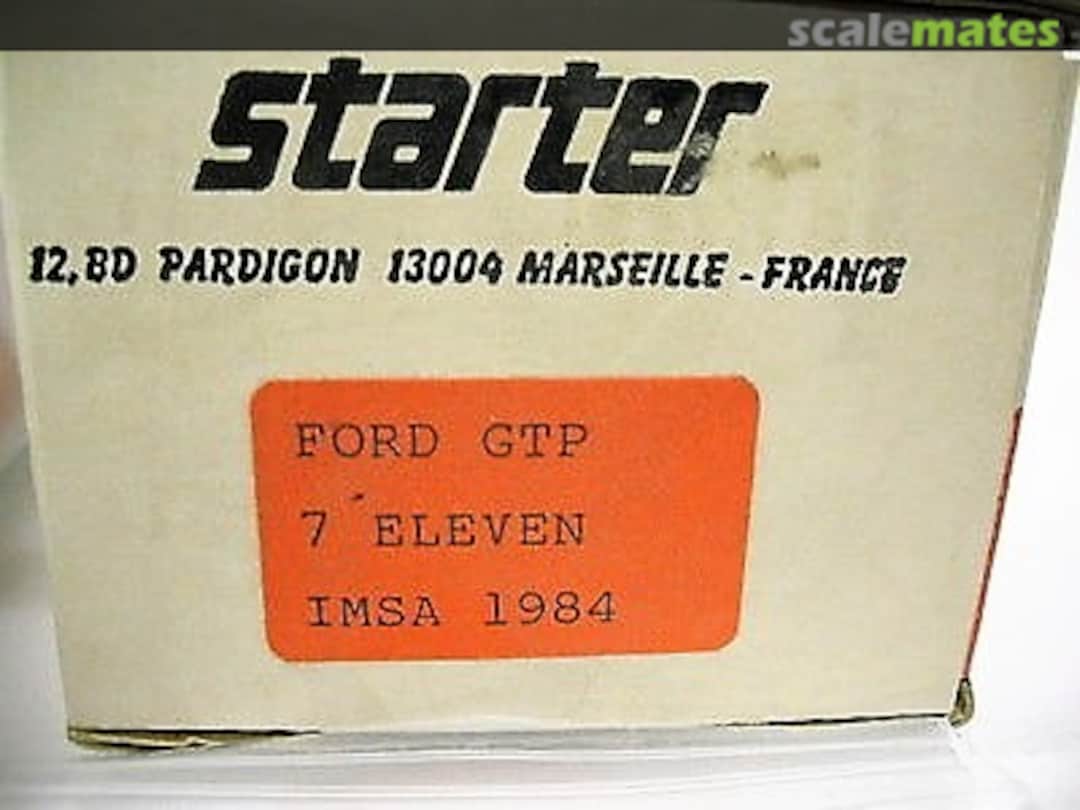 scalemates
starter
12, BD PARDIGON 13004 MARSEILLE - FRANCE
FORD GTP
7 ELEVEN
IMSA 1984